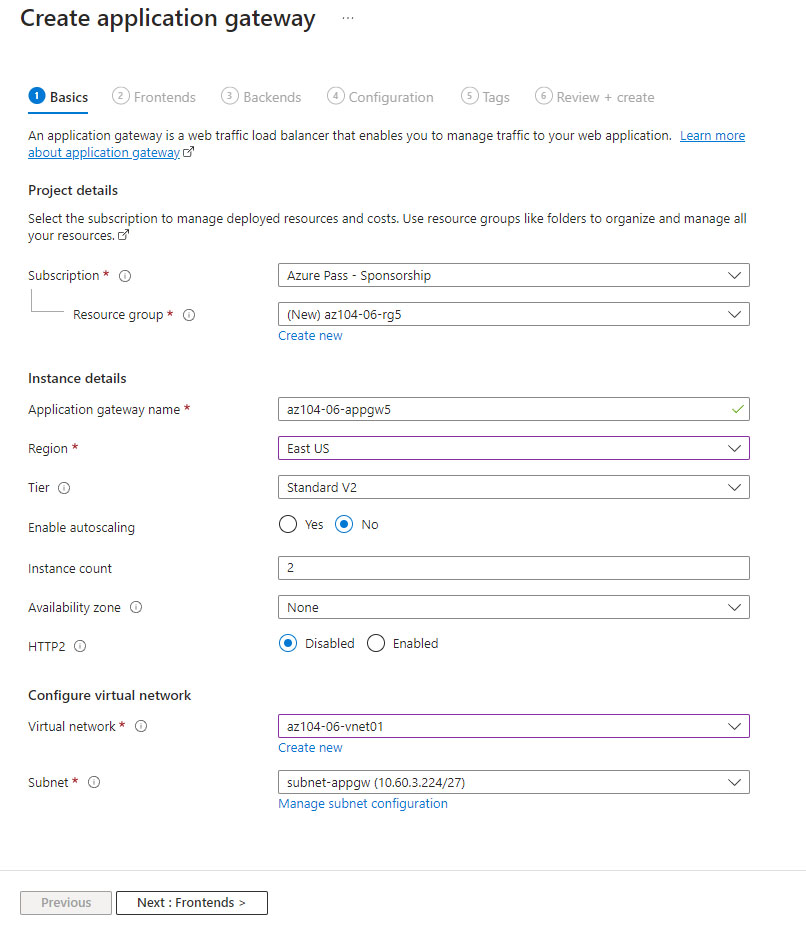 Create application gateway ...
1 Basics 2 Frontends 3 Backends 4 Configuration 5 Tags 6 Review + create
An application gateway is a web traffic load balancer that enables you to manage traffic to your web application. Learn more
about application gateway
Project details
Select the subscription to manage deployed resources and costs. Use resource groups like folders to organize and manage all
your resources.
Subscription * Azure Pass - Sponsorship
Resource group * (New) az104-06-rg5
Create new
Instance details
Application gateway name * az104-06-appgw5
Region * East US
Tier Standard V2
Enable autoscaling Yes No
Instance count 2
Availability zone None
HTTP2 Disabled Enabled
Configure virtual network
Virtual network * az104-06-vnet01
Create new
Subnet * subnet-appgw (10.60.3.224/27)
Manage subnet configuration
Previous Next : Frontends >